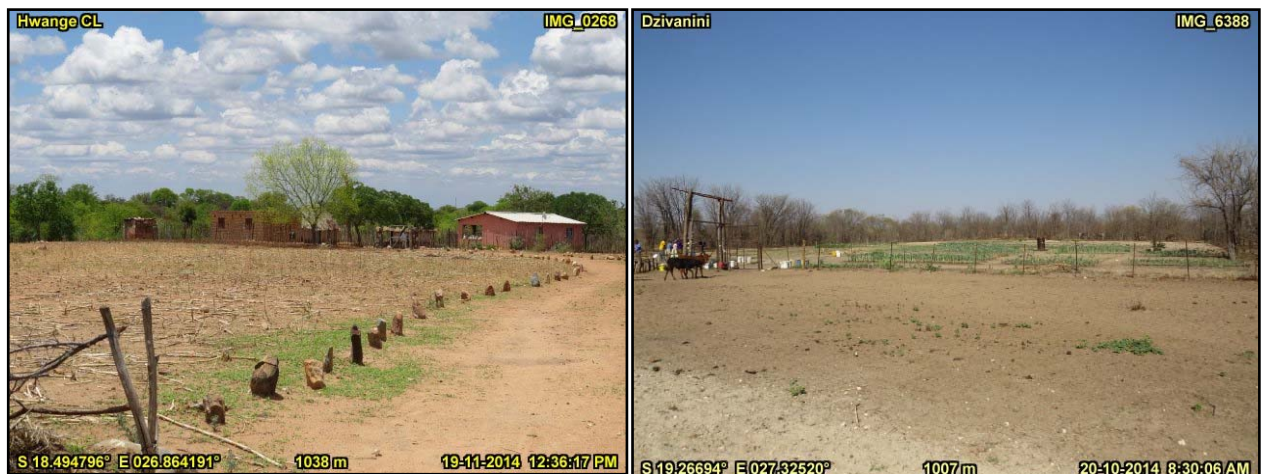 Hwange CL IMG_0268
S 18.494796° E 026.864191° 1038 m 19-11-2014 12:36:17 PM
Dzivanini IMG_6388
S 19.26694° E 027.32520° 1007 m 20-10-2014 8:30:06 AM